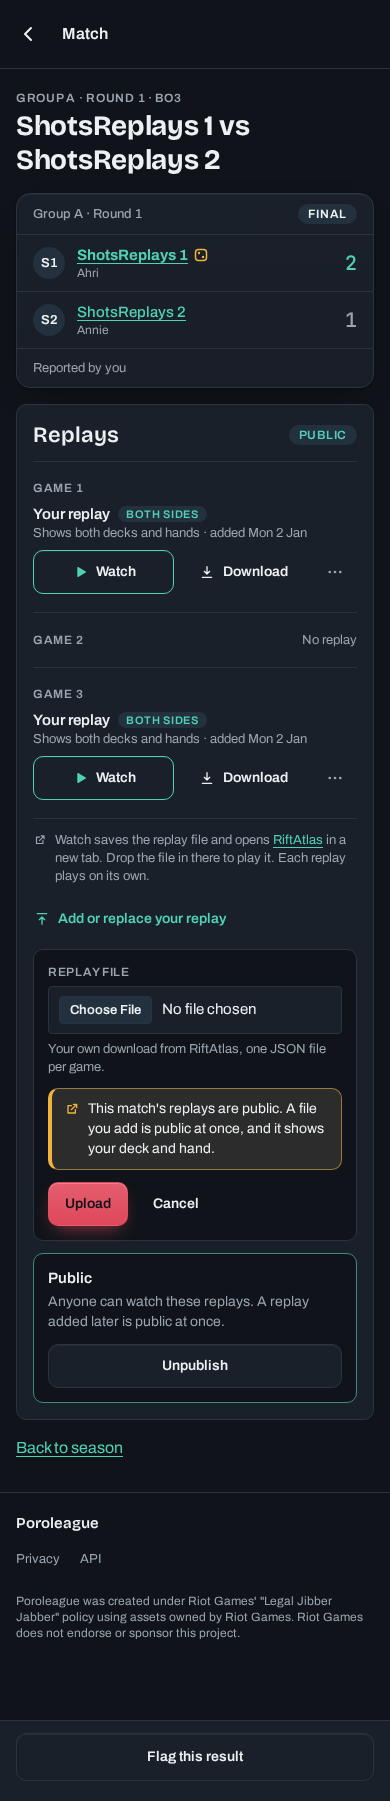 Match
GROUP A · ROUND 1 · BO3
ShotsReplays 1 vs
ShotsReplays 2
Group A · Round 1
FINAL
S1
ShotsReplays 1
Ahri
2
S2
ShotsReplays 2
Annie
1
Reported by you
Replays
PUBLIC
GAME 1
Your replay
BOTH SIDES
Shows both decks and hands · added Mon 2 Jan
Watch
Download
GAME 2
No replay
GAME 3
Your replay
BOTH SIDES
Shows both decks and hands · added Mon 2 Jan
Watch
Download
Watch saves the replay file and opens RiftAtlas in a
new tab. Drop the file in there to play it. Each replay
plays on its own.
Add or replace your replay
REPLAY FILE
Choose File
No file chosen
Your own download from RiftAtlas, one JSON file
per game.
This match's replays are public. A file
you add is public at once, and it shows
your deck and hand.
Upload
Cancel
Public
Anyone can watch these replays. A replay
added later is public at once.
Unpublish
Back to season
Poroleague
Privacy
API
Poroleague was created under Riot Games' "Legal Jibber
Jabber" policy using assets owned by Riot Games. Riot Games
does not endorse or sponsor this project.
Flag this result